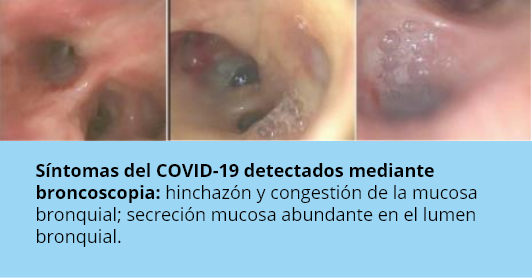 Síntomas del COVID-19 detectados mediante
broncoscopia: hinchazón y congestión de la mucosa
bronquial; secreción mucosa abundante en el lumen
bronquial.